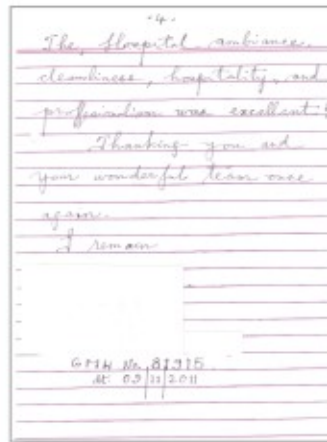 -4-
The, Hospital ambiance,
cleanliness, hospitality, and
professionalism was excellent!
Thanking you and
your wonderful team once
again.
I remain
GMH No. 81915
dt: 09/11/2011